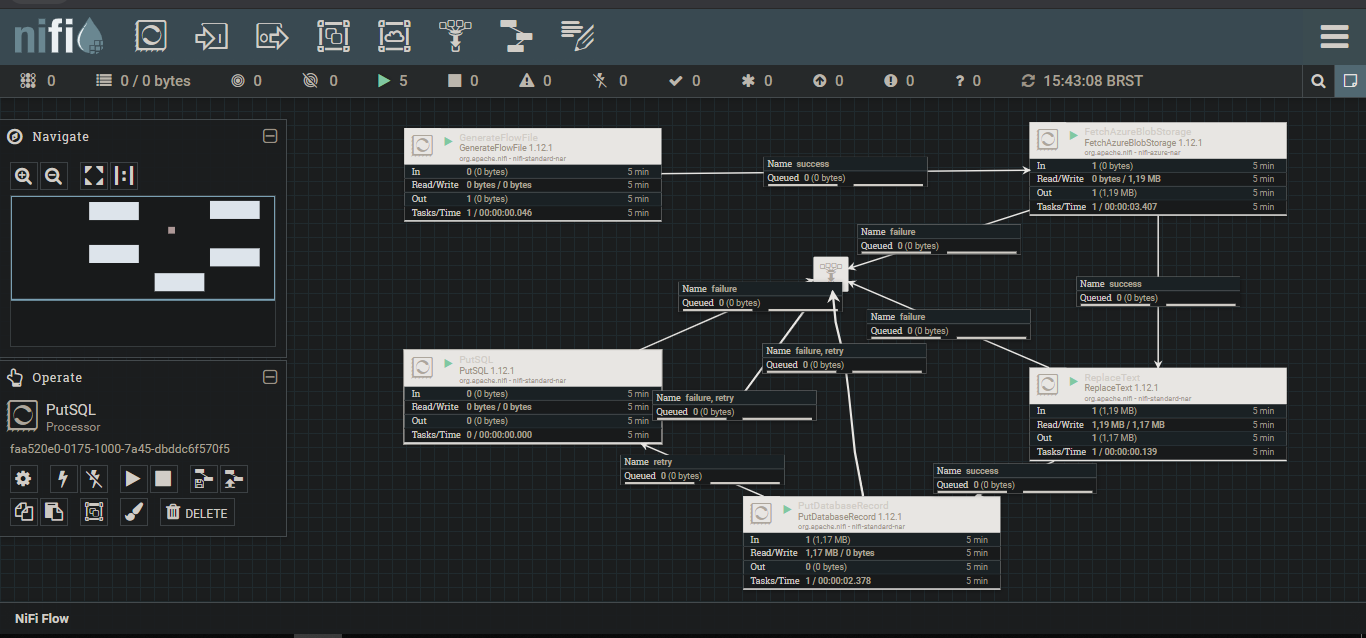 nifi
0
0 / 0 bytes
0
0
5
0
0
0
0
0
0
0
? 0
15:43:08 BRST
Navigate
Operate
PutSQL
Processor
faa520e0-0175-1000-7a45-dbddc6f570f5
DELETE
GenerateFlowFile
GenerateFlowFile 1.12.1
org.apache.nifi - nifi-standard-nar
In 0 (0 bytes) 5 min
Read/Write 0 bytes / 0 bytes 5 min
Out 1 (0 bytes) 5 min
Tasks/Time 1 / 00:00:00.046 5 min
Name success
Queued 0 (0 bytes)
FetchAzureBlobStorage
FetchAzureBlobStorage 1.12.1
org.apache.nifi - nifi-azure-nar
In 1 (0 bytes) 5 min
Read/Write 0 bytes / 1,19 MB 5 min
Out 1 (1,19 MB) 5 min
Tasks/Time 1 / 00:00:03.407 5 min
Name failure
Queued 0 (0 bytes)
Name failure
Queued 0 (0 bytes)
Name success
Queued 0 (0 bytes)
Name failure
Queued 0 (0 bytes)
Name failure, retry
Queued 0 (0 bytes)
PutSQL
PutSQL 1.12.1
org.apache.nifi - nifi-standard-nar
In 0 (0 bytes) 5 min
Read/Write 0 bytes / 0 bytes 5 min
Out 0 (0 bytes) 5 min
Tasks/Time 0 / 00:00:00.000 5 min
Name failure, retry
Queued 0 (0 bytes)
ReplaceText
ReplaceText 1.12.1
org.apache.nifi - nifi-standard-nar
In 1 (1,19 MB) 5 min
Read/Write 1,19 MB / 1,17 MB 5 min
Out 1 (1,17 MB) 5 min
Tasks/Time 1 / 00:00:00.139 5 min
Name retry
Queued 0 (0 bytes)
Name success
Queued 0 (0 bytes)
PutDatabaseRecord
PutDatabaseRecord 1.12.1
org.apache.nifi - nifi-standard-nar
In 1 (1,17 MB) 5 min
Read/Write 1,17 MB / 0 bytes 5 min
Out 0 (0 bytes) 5 min
Tasks/Time 1 / 00:00:02.378 5 min
NiFi Flow